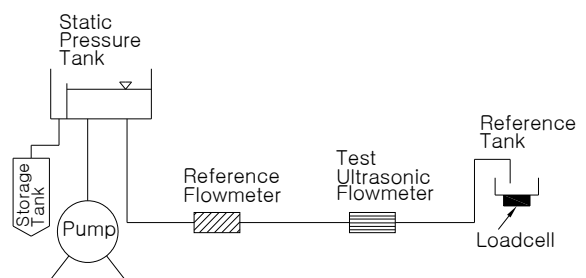 Static
Pressure
Tank
Storage
Tank
Pump
Reference
Flowmeter
Test
Ultrasonic
Flowmeter
Reference
Tank
Loadcell